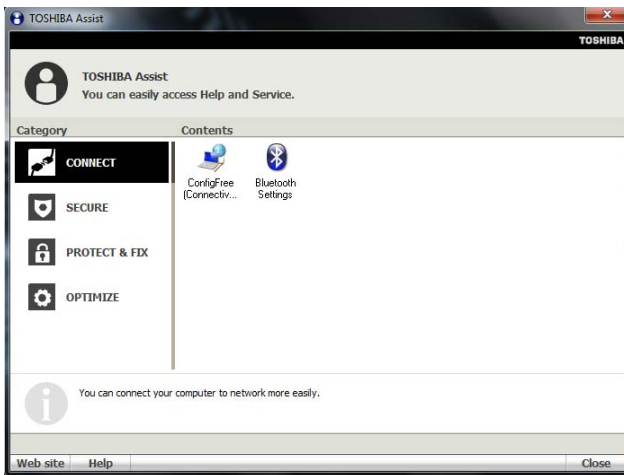 TOSHIBA Assist
TOSHIBA
TOSHIBA Assist
You can easily access Help and Service.
Category
Contents
CONNECT
SECURE
PROTECT & FIX
OPTIMIZE
ConfigFree
(Connectiv...
Bluetooth
Settings
You can connect your computer to network more easily.
Web site
Help
Close